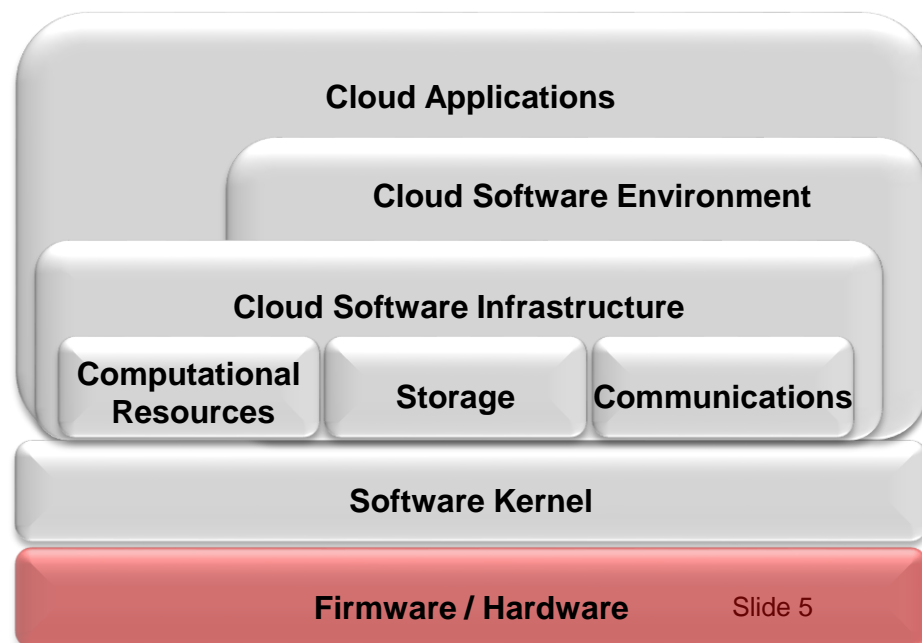 Cloud Applications
Cloud Software Environment
Cloud Software Infrastructure
Computational
Resources
Storage
Communications
Software Kernel
Firmware / Hardware
Slide 5